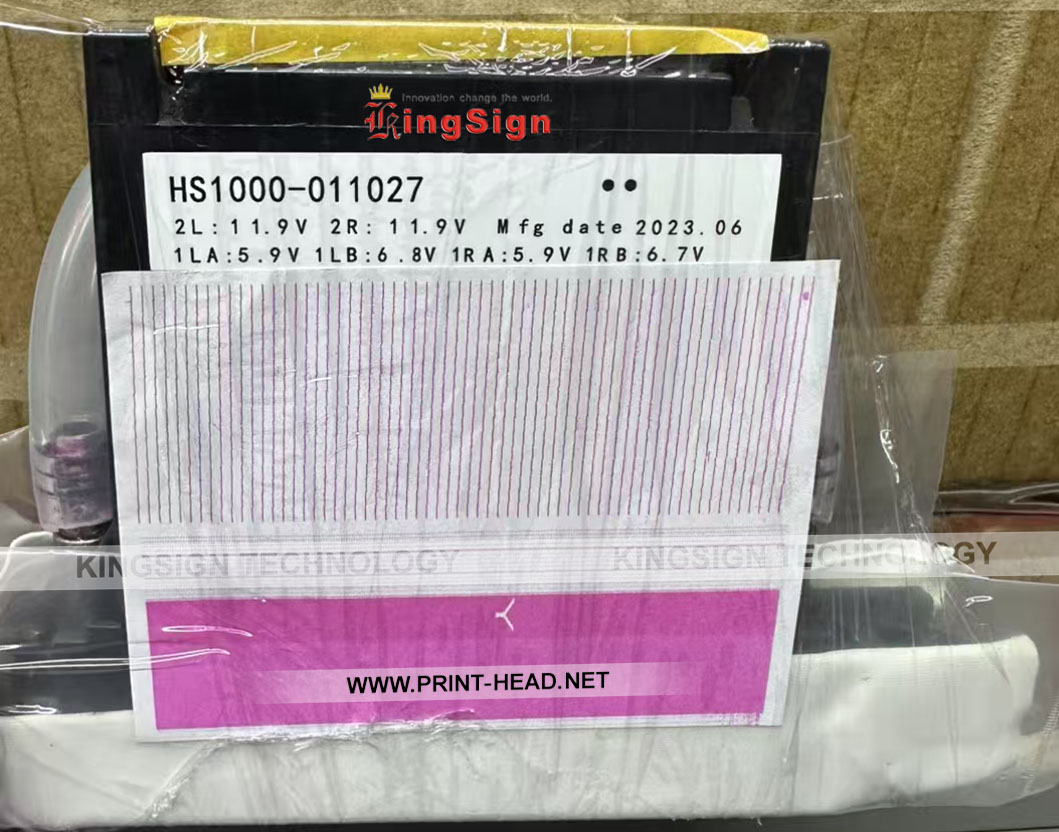 Innovation change the world.
KingSign
HS1000-011027
2L:11.9V 2R: 11.9V Mfg date 2023.06
1LA:5.9V 1LB:6.8V 1RA:5.9V 1RB:6.7V
KINGSIGN TECHNOLOGY KINGSIGN TECHNOLOGY
WWW.PRINT-HEAD.NET